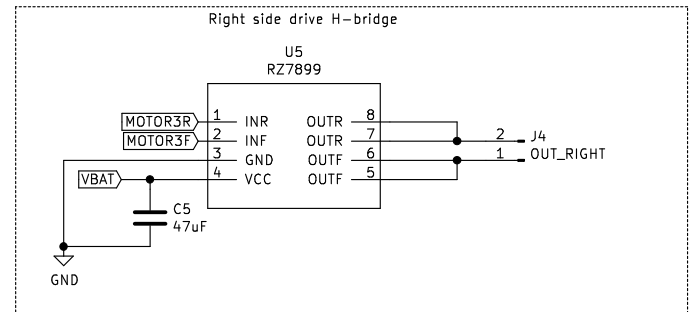 Right side drive H-bridge
U5
RZ7899
MOTOR3R 1 INR OUTR 8
MOTOR3F 2 INF OUTR 7 2 J4
3 GND OUTF 6 1 OUT_RIGHT
VBAT 4 VCC OUTF 5
C5
47uF
GND